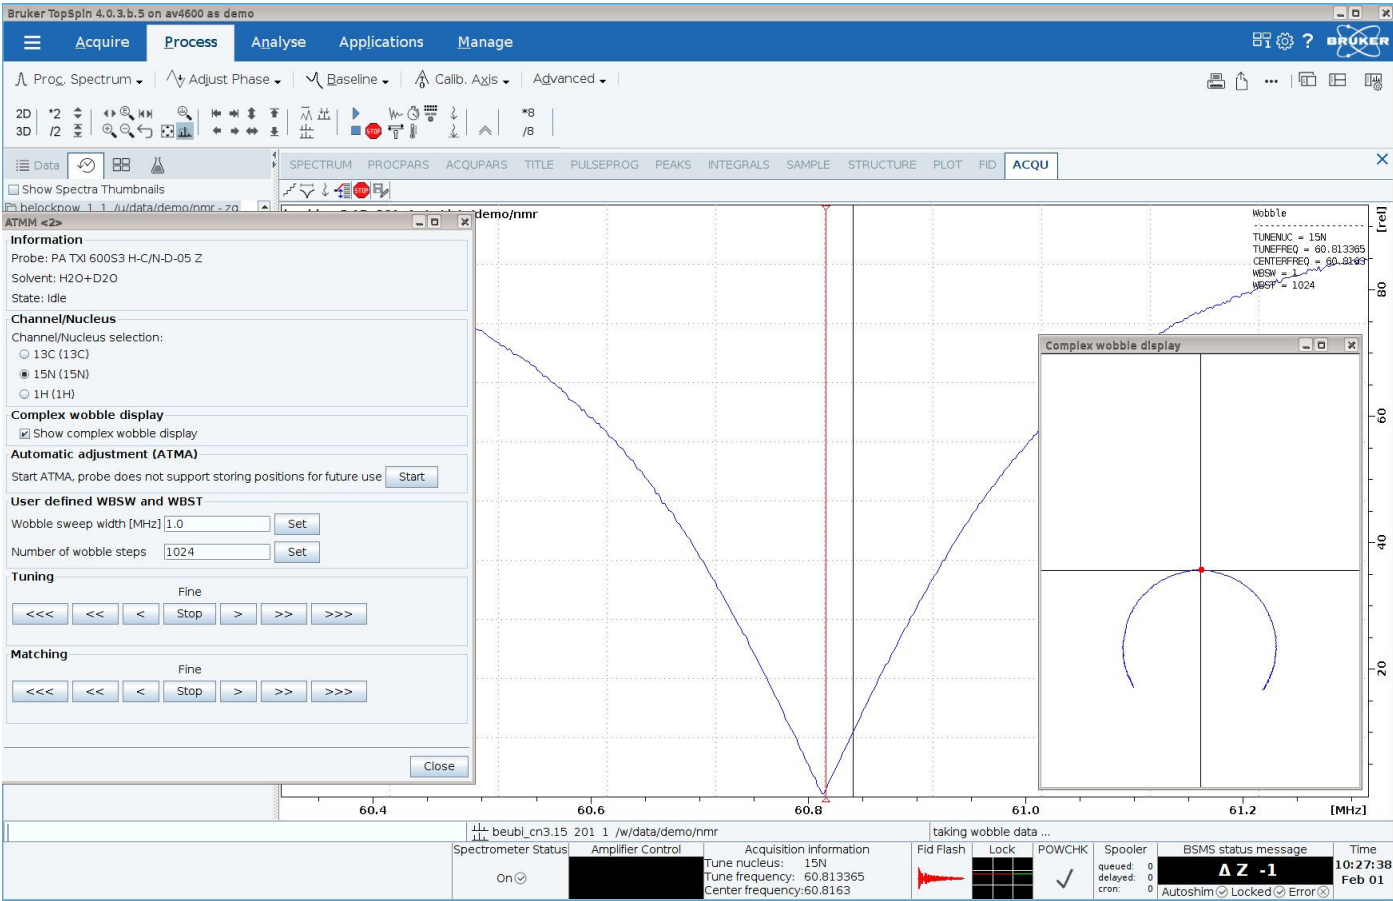 Bruker TopSpin 4.0.3.b.5 on av4600 as demo
Acquire Process Analyse Applications Manage
? BRUKER
Proc. Spectrum Adjust Phase Baseline Calib. Axis Advanced
...
2D *2 *8
3D /2 STOP /8
Data
SPECTRUM PROCPARS ACQUPARS TITLE PULSEPROG PEAKS INTEGRALS SAMPLE STRUCTURE PLOT FID ACQU
Show Spectra Thumbnails
STOP
belockpow 1 1 /u/data/demo/nmr - zg
demo/nmr
ATMM <2>
Information
Probe: PA TXI 600S3 H-C/N-D-05 Z
Solvent: H2O+D2O
State: Idle
Channel/Nucleus
Channel/Nucleus selection:
13C (13C)
15N (15N)
1H (1H)
Complex wobble display
Show complex wobble display
Automatic adjustment (ATMA)
Start ATMA, probe does not support storing positions for future use Start
User defined WBSW and WBST
Wobble sweep width [MHz] 1.0 Set
Number of wobble steps 1024 Set
Tuning
Fine
<<< << < Stop > >> >>>
Matching
Fine
<<< << < Stop > >> >>>
Close
Wobble
TUNENUC = 15N
TUNEFREQ = 60.813365
CENTERFREQ = 60.8163
WBSW = 1
WBST = 1024
[rel]
80
60
40
20
Complex wobble display
60.4 60.6 60.8 61.0 61.2 [MHz]
beubi_cn3.15 201 1 /w/data/demo/nmr
taking wobble data ...
Spectrometer Status
On
Amplifier Control
Acquisition information
Tune nucleus: 15N
Tune frequency: 60.813365
Center frequency:60.8163
Fid Flash
Lock
POWCHK
Spooler
queued: 0
delayed: 0
cron: 0
BSMS status message
Δ Z -1
Autoshim Locked Error
Time
10:27:38
Feb 01